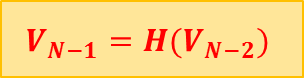 V_{N-1} = H(V_{N-2})